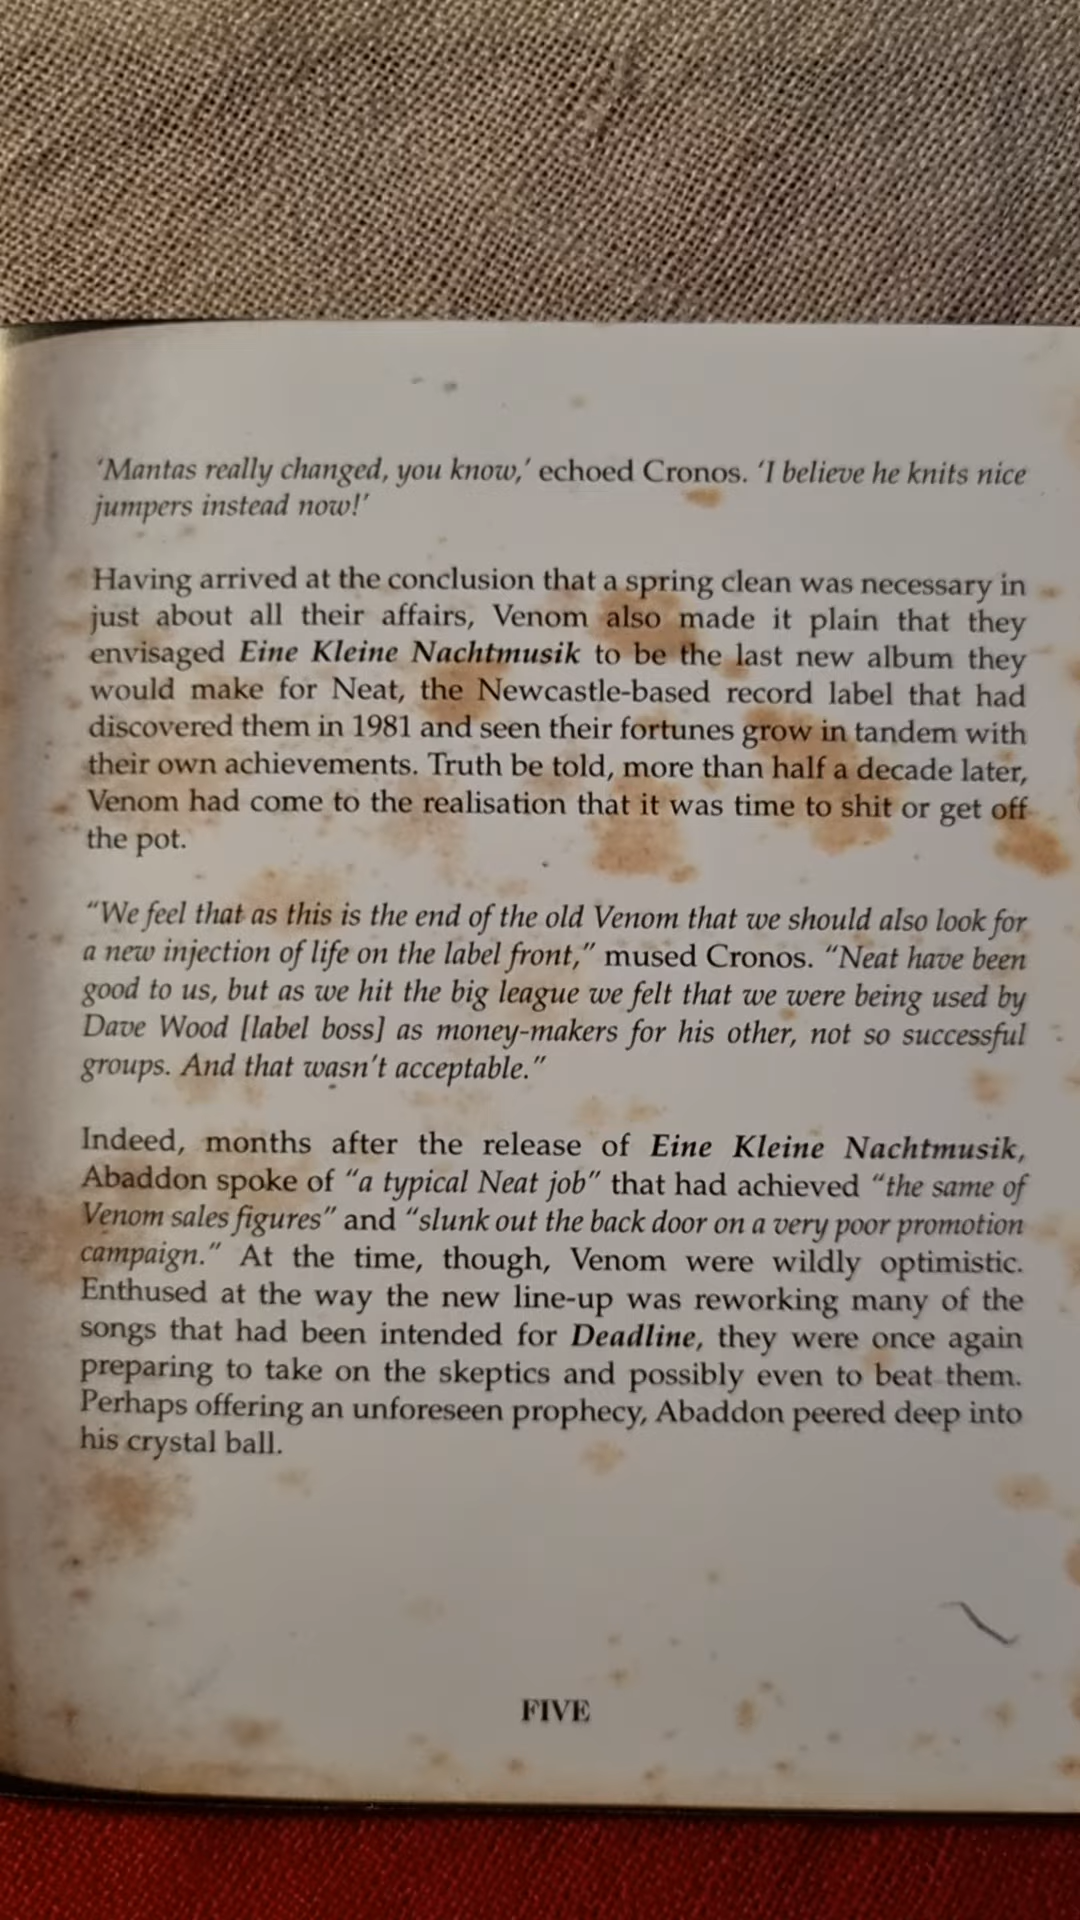 ‘Mantas really changed, you know,’ echoed Cronos. ‘I believe he knits nice
jumpers instead now!’
Having arrived at the conclusion that a spring clean was necessary in
just about all their affairs, Venom also made it plain that they
envisaged Eine Kleine Nachtmusik to be the last new album they
would make for Neat, the Newcastle-based record label that had
discovered them in 1981 and seen their fortunes grow in tandem with
their own achievements. Truth be told, more than half a decade later,
Venom had come to the realisation that it was time to shit or get off
the pot.
“We feel that as this is the end of the old Venom that we should also look for
a new injection of life on the label front,” mused Cronos. “Neat have been
good to us, but as we hit the big league we felt that we were being used by
Dave Wood [label boss] as money-makers for his other, not so successful
groups. And that wasn’t acceptable.”
Indeed, months after the release of Eine Kleine Nachtmusik,
Abaddon spoke of “a typical Neat job” that had achieved “the same of
Venom sales figures” and “slunk out the back door on a very poor promotion
campaign.” At the time, though, Venom were wildly optimistic.
Enthused at the way the new line-up was reworking many of the
songs that had been intended for Deadline, they were once again
preparing to take on the skeptics and possibly even to beat them.
Perhaps offering an unforeseen prophecy, Abaddon peered deep into
his crystal ball.
FIVE